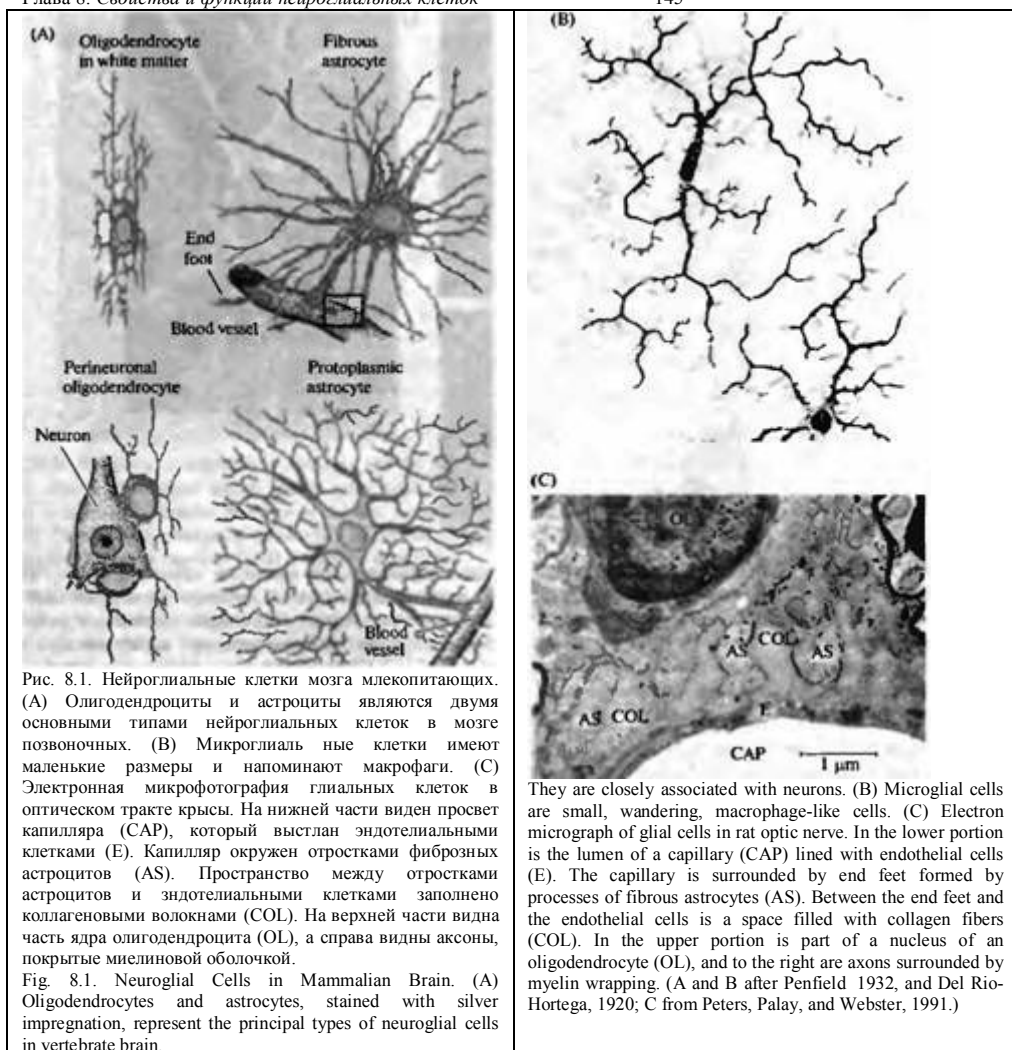 Глава 8. Свойства и функции нейроглиальных клеток 145
(A)
Oligodendrocyte
in white matter
Fibrous
astrocyte
End
foot
Blood vessel
Perineuronal
oligodendrocyte
Protoplasmic
astrocyte
Neuron
Blood
vessel
Рис. 8.1. Нейроглиальные клетки мозга млекопитающих.
(A) Олигодендроциты и астроциты являются двумя
основными типами нейроглиальных клеток в мозге
позвоночных. (B) Микроглиаль ные клетки имеют
маленькие размеры и напоминают макрофаги. (C)
Электронная микрофотография глиальных клеток в
оптическом тракте крысы. На нижней части виден просвет
капилляра (CAP), который выстлан эндотелиальными
клетками (E). Капилляр окружен отростками фиброзных
астроцитов (AS). Пространство между отростками
астроцитов и зндотелиальными клетками заполнено
коллагеновыми волокнами (COL). На верхней части видна
часть ядра олигодендроцита (OL), а справа видны аксоны,
покрытые миелиновой оболочкой.
Fig. 8.1. Neuroglial Cells in Mammalian Brain. (A)
Oligodendrocytes and astrocytes, stained with silver
impregnation, represent the principal types of neuroglial cells
in vertebrate brain.
(B)
(C)
OL
AS
COL
AS
AS COL
E
CAP
1 μm
They are closely associated with neurons. (B) Microglial cells
are small, wandering, macrophage-like cells. (C) Electron
micrograph of glial cells in rat optic nerve. In the lower portion
is the lumen of a capillary (CAP) lined with endothelial cells
(E). The capillary is surrounded by end feet formed by
processes of fibrous astrocytes (AS). Between the end feet and
the endothelial cells is a space filled with collagen fibers
(COL). In the upper portion is part of a nucleus of an
oligodendrocyte (OL), and to the right are axons surrounded by
myelin wrapping. (A and B after Penfield 1932, and Del Rio-
Hortega, 1920; C from Peters, Palay, and Webster, 1991.)